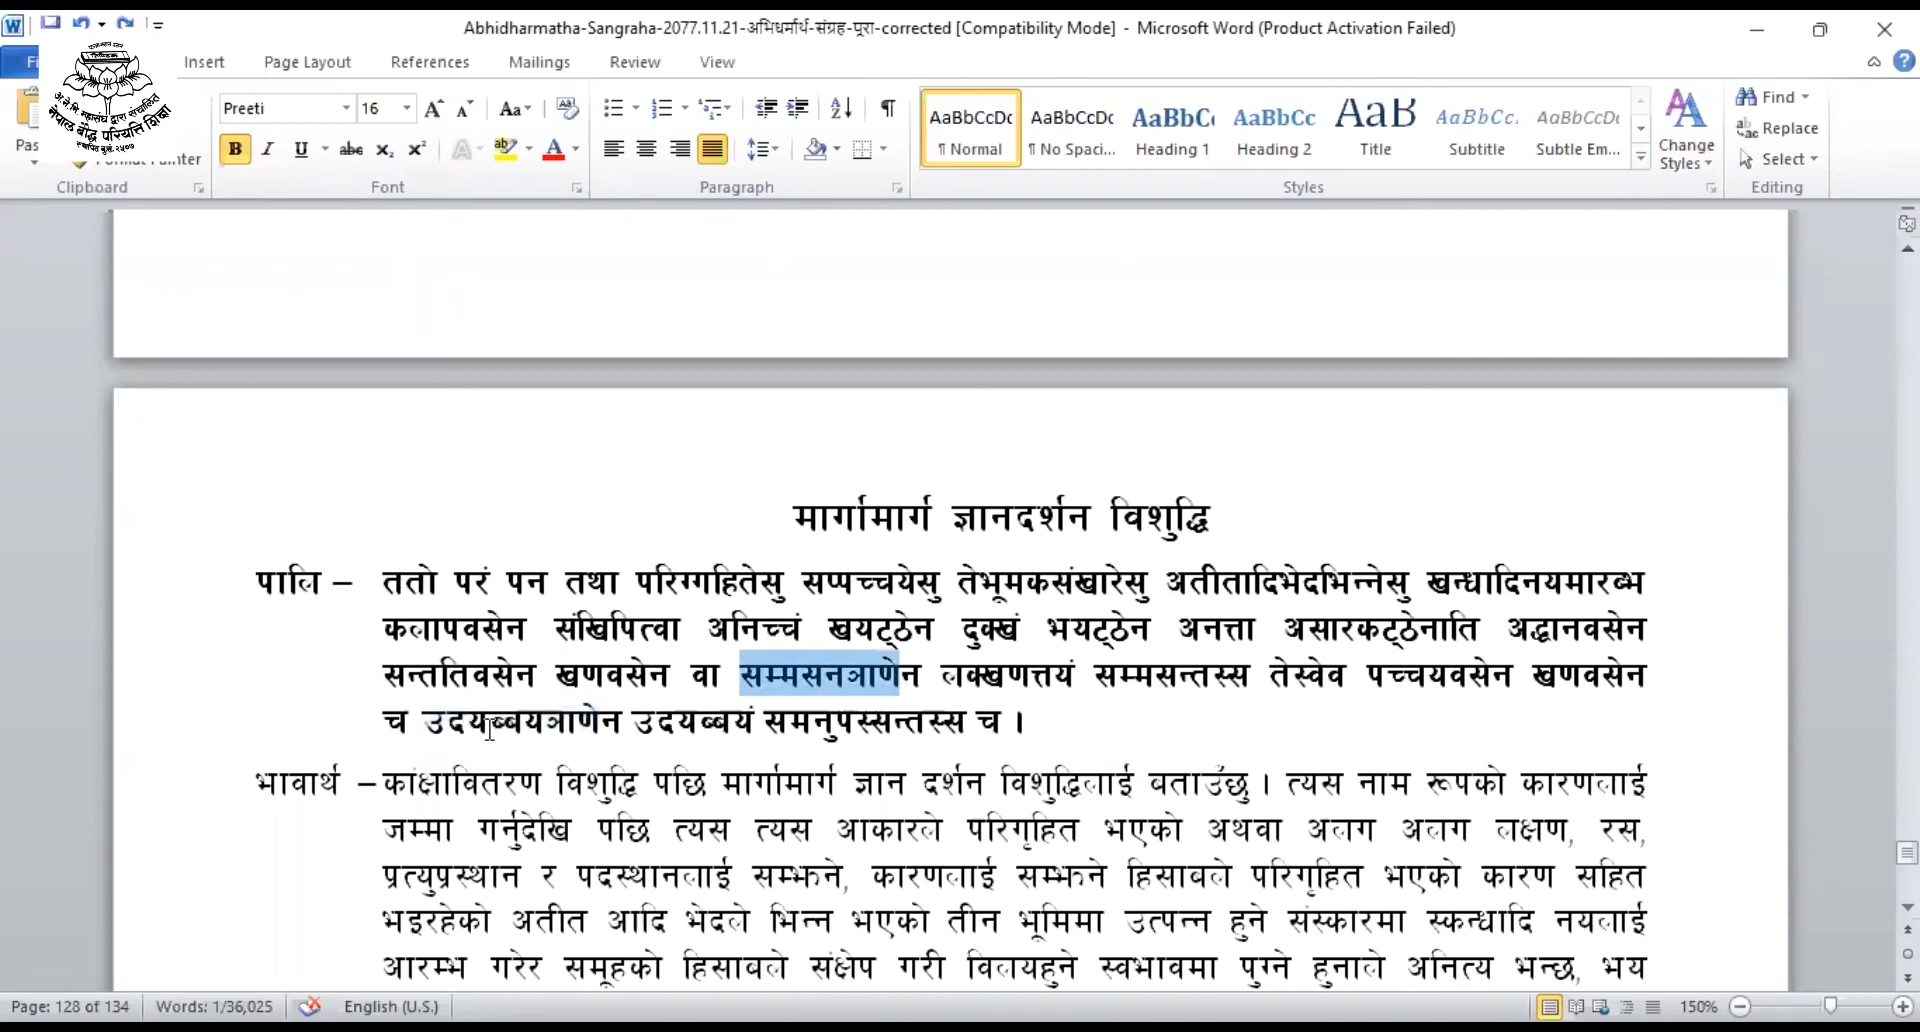 Abhidharmatha-Sangraha-2077.11.21-अभिधर्मार्थ-संग्रह-पूरा-corrected [Compatibility Mode] - Microsoft Word (Product Activation Failed)
Insert Page Layout References Mailings Review View
Preeti 16
AaBbCcDc AaBbCcDc AaBbC AaBbCc AaB AaBbCc. AaBbCcDc
¶ Normal ¶ No Spaci... Heading 1 Heading 2 Title Subtitle Subtle Em...
Change Styles
Find
Replace
Select
Clipboard Font Paragraph Styles Editing
नेपाल बौद्ध परियत्ति शिक्षा
मार्गामार्ग ज्ञानदर्शन विशुद्धि
पालि – ततो परं पन तथा परिग्गहितेसु सप्पच्चयेसु तेभूमकसंखारेसु अतीतादिभेदभिन्नेसु खन्धादिनयमारब्भ
कलापवसेन संखिपित्वा अनिच्चं खयट्ठेन दुक्खं भयट्ठेन अनत्ता असारकट्ठेनाति अद्धानवसेन
सन्ततिवसेन खणवसेन वा सम्मसनञाणेन लक्खणत्तयं सम्मसन्तस्स तेस्वेव पच्चयवसेन खणवसेन
च उदयब्बयञाणेन उदयब्बयं समनुपस्सन्तस्स च ।
भावार्थ – कांक्षावितरण विशुद्धि पछि मार्गामार्ग ज्ञान दर्शन विशुद्धिलाई बताउँछु । त्यस नाम रूपको कारणलाई
जम्मा गर्नुदेखि पछि त्यस त्यस आकारले परिगृहित भएको अथवा अलग अलग लक्षण, रस,
प्रत्युप्रस्थान र पदस्थानलाई सम्झने, कारणलाई सम्झने हिसाबले परिगृहित भएको कारण सहित
भइरहेको अतीत आदि भेदले भिन्न भएको तीन भूमिमा उत्पन्न हुने संस्कारमा स्कन्धादि नयलाई
आरम्भ गरेर समूहको हिसाबले संक्षेप गरी विलयहुने स्वभावमा पुग्ने हुनाले अनित्य भन्छ, भय
Page: 128 of 134 Words: 1/36,025 English (U.S.) 150%